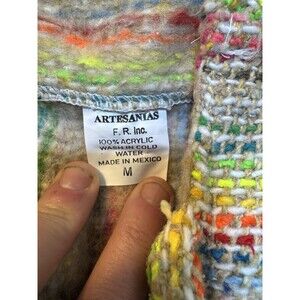 ARTESANIAS
F. R. Inc.
100% ACRYLIC
WASH IN COLD
WATER
MADE IN MEXICO
M